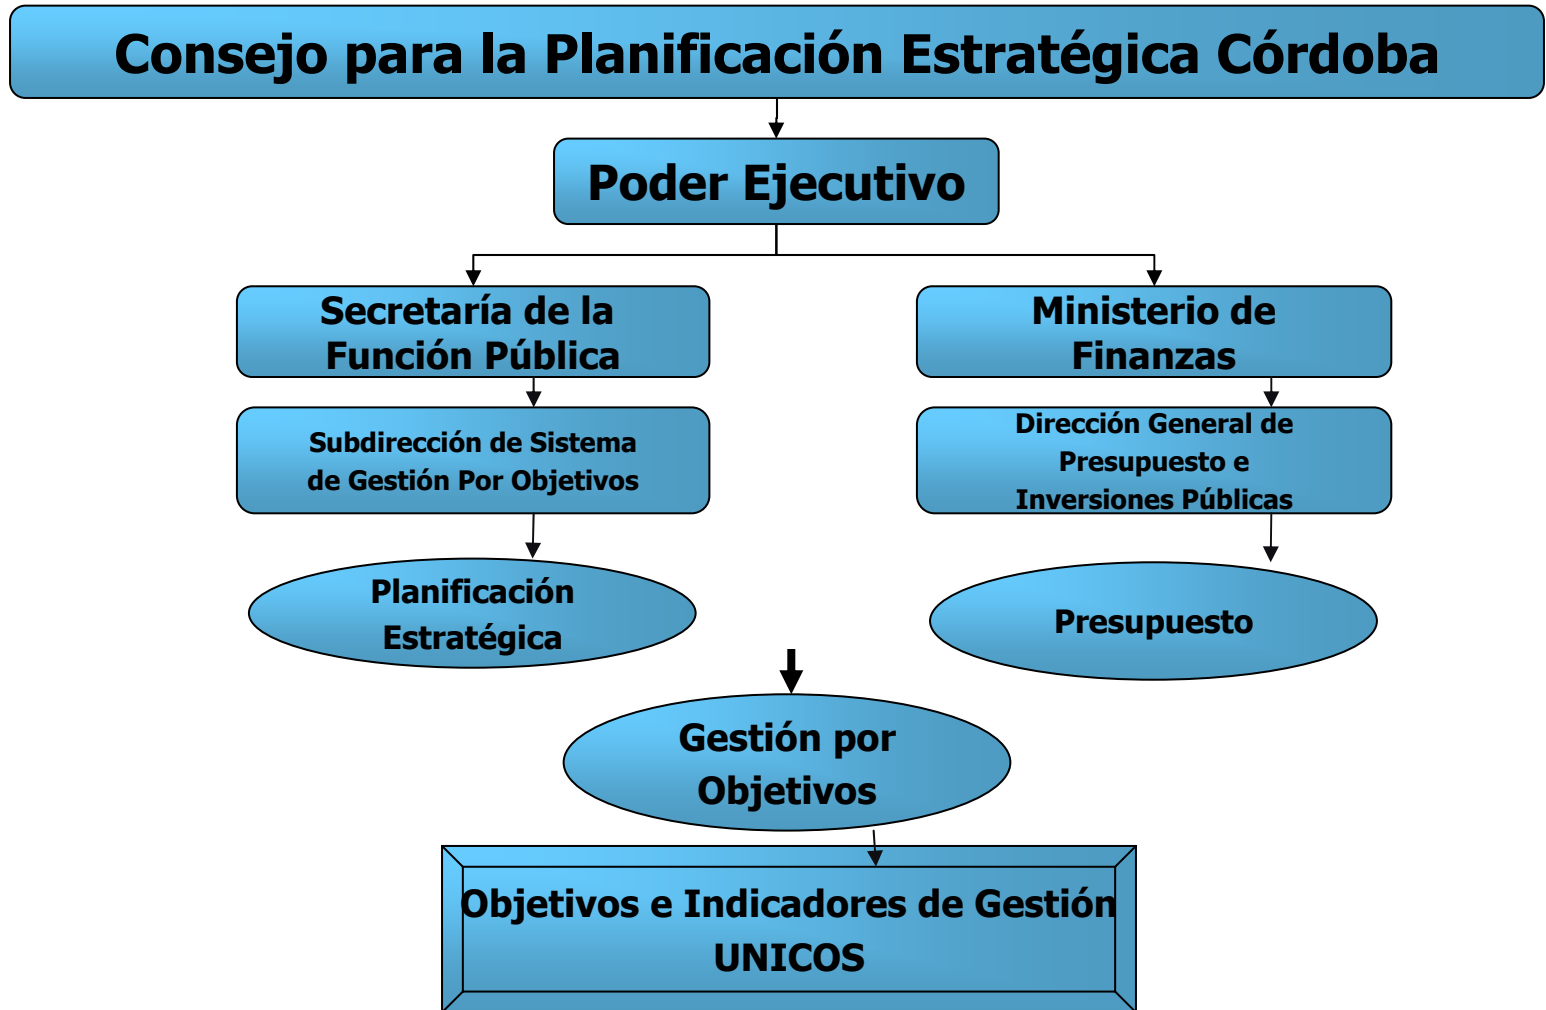 Consejo para la Planificación Estratégica Córdoba
Poder Ejecutivo
Secretaría de la
Función Pública
Ministerio de
Finanzas
Subdirección de Sistema
de Gestión Por Objetivos
Dirección General de
Presupuesto e
Inversiones Públicas
Planificación
Estratégica
Presupuesto
Gestión por
Objetivos
Objetivos e Indicadores de Gestión
UNICOS